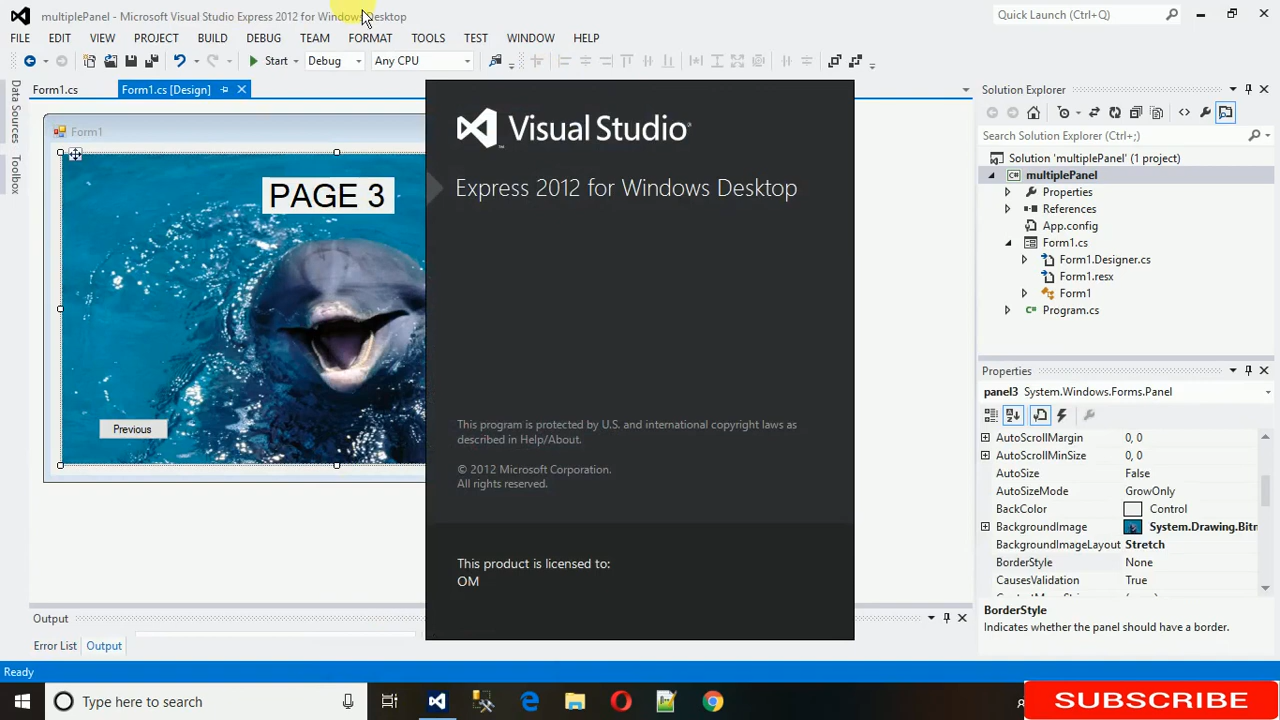 multiplePanel - Microsoft Visual Studio Express 2012 for Windows Desktop
Quick Launch (Ctrl+Q)
FILE EDIT VIEW PROJECT BUILD DEBUG TEAM FORMAT TOOLS TEST WINDOW HELP
Start Debug Any CPU
Form1.cs Form1.cs [Design]
Data Sources
Toolbox
Form1
PAGE 3
Previous
Visual Studio
Express 2012 for Windows Desktop
This program is protected by U.S. and international copyright laws as
described in Help/About.
© 2012 Microsoft Corporation.
All rights reserved.
This product is licensed to:
OM
Solution Explorer
Search Solution Explorer (Ctrl+;)
Solution 'multiplePanel' (1 project)
multiplePanel
Properties
References
App.config
Form1.cs
Form1.Designer.cs
Form1.resx
Form1
Program.cs
Properties
panel3 System.Windows.Forms.Panel
AutoScrollMargin 0, 0
AutoScrollMinSize 0, 0
AutoSize False
AutoSizeMode GrowOnly
BackColor Control
BackgroundImage System.Drawing.Bitr
BackgroundImageLayout Stretch
BorderStyle None
CausesValidation True
BorderStyle
Indicates whether the panel should have a border.
Output
Error List Output
Ready
Type here to search
SUBSCRIBE